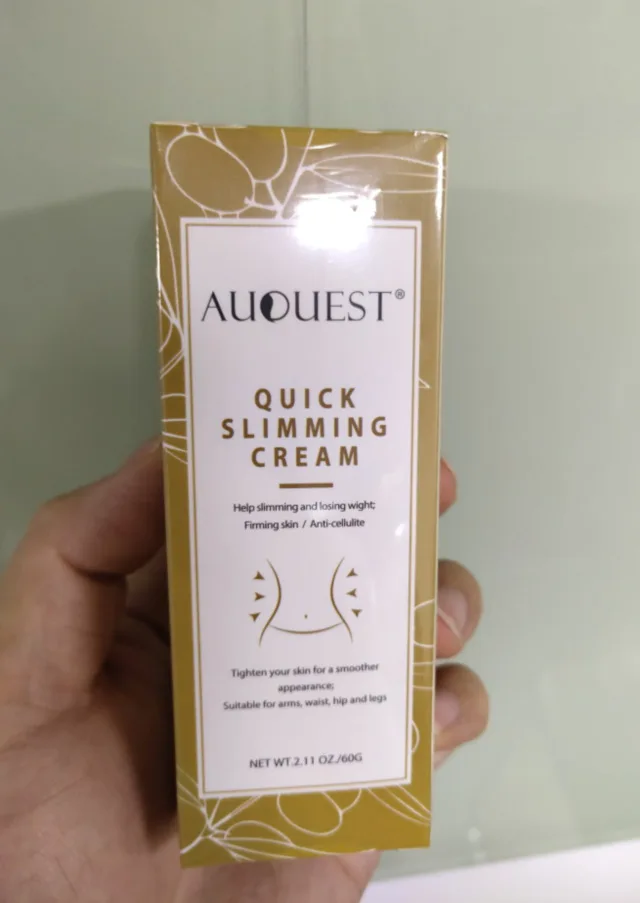 AUQUEST®
QUICK
SLIMMING
CREAM
Help slimming and losing wight;
Firming skin / Anti-cellulite
Tighten your skin for a smoother
appearance;
Suitable for arms, waist, hip and legs
NET WT.2.11 OZ./60G